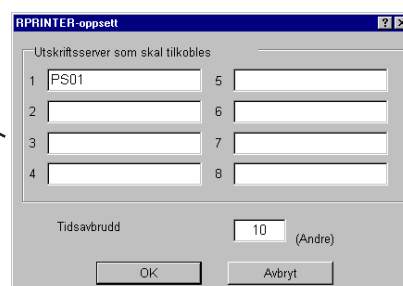 RPRINTER-oppsett
Utskriftsserver som skal tilkobles
1 PS01 5
2 6
3 7
4 8
Tidsavbrudd 10 (Andre)
OK Avbryt